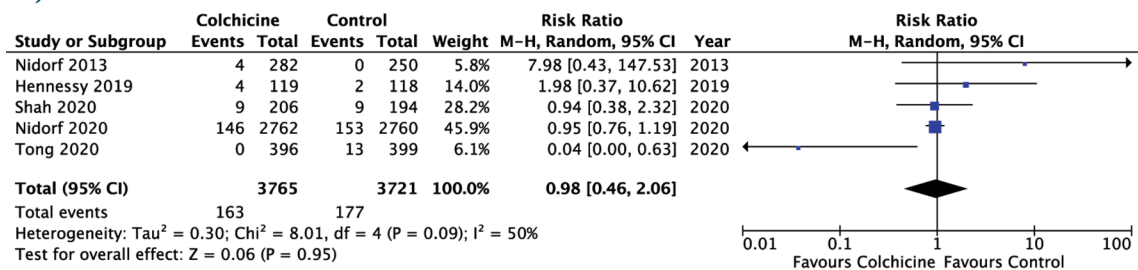 Colchicine Control Risk Ratio Risk Ratio
Study or Subgroup Events Total Events Total Weight M-H, Random, 95% CI Year M-H, Random, 95% CI
Nidorf 2013 4 282 0 250 5.8% 7.98 [0.43, 147.53] 2013
Hennessy 2019 4 119 2 118 14.0% 1.98 [0.37, 10.62] 2019
Shah 2020 9 206 9 194 28.2% 0.94 [0.38, 2.32] 2020
Nidorf 2020 146 2762 153 2760 45.9% 0.95 [0.76, 1.19] 2020
Tong 2020 0 396 13 399 6.1% 0.04 [0.00, 0.63] 2020
Total (95% CI) 3765 3721 100.0% 0.98 [0.46, 2.06]
Total events 163 177
Heterogeneity: Tau² = 0.30; Chi² = 8.01, df = 4 (P = 0.09); I² = 50%
Test for overall effect: Z = 0.06 (P = 0.95)
0.01 0.1 1 10 100
Favours Colchicine Favours Control